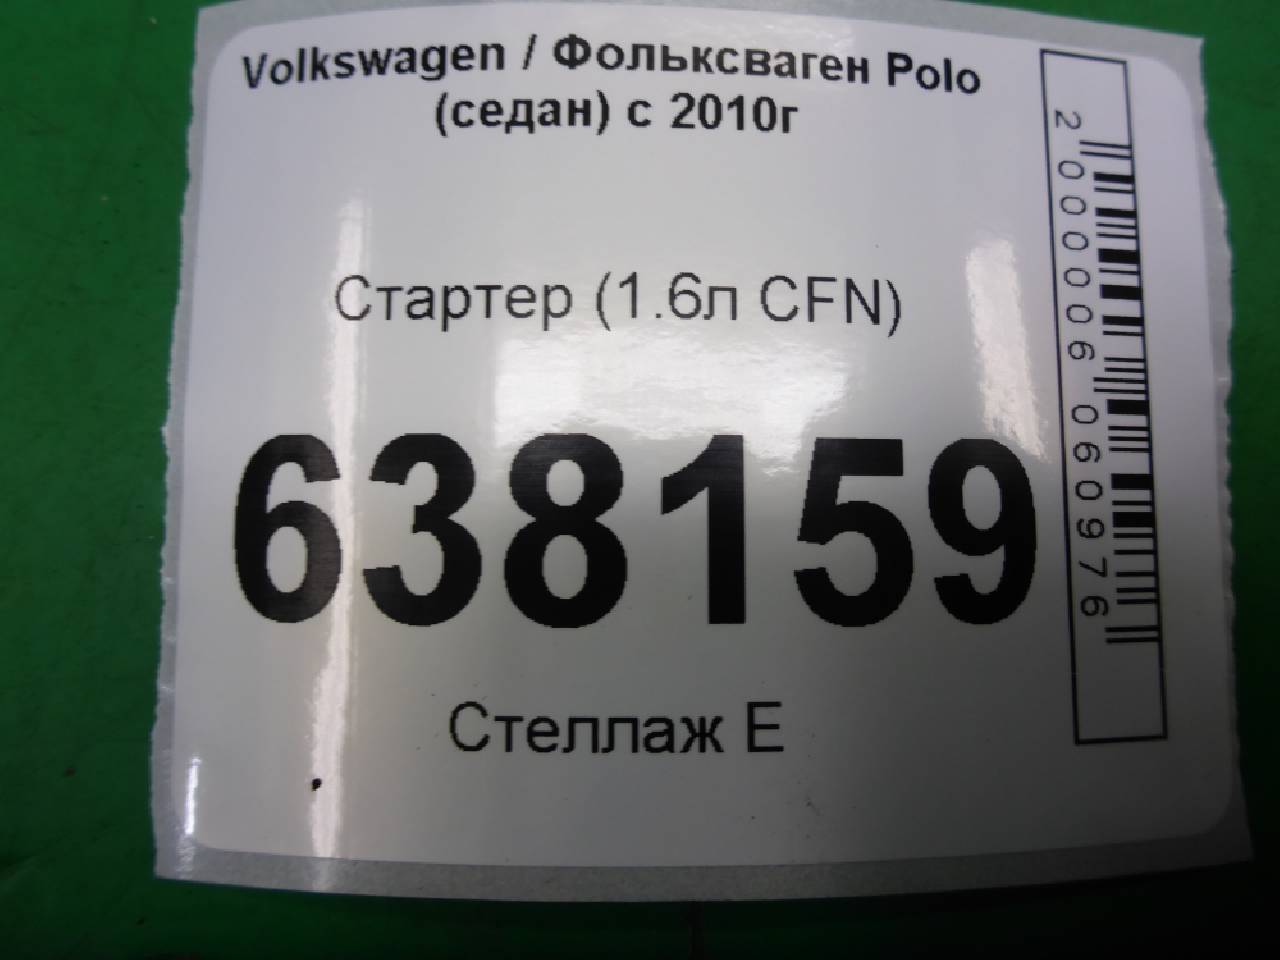 Volkswagen / Фольксваген Polo
(седан) с 2010г
Стартер (1.6л CFN)
638159
Стеллаж Е
2000006060976